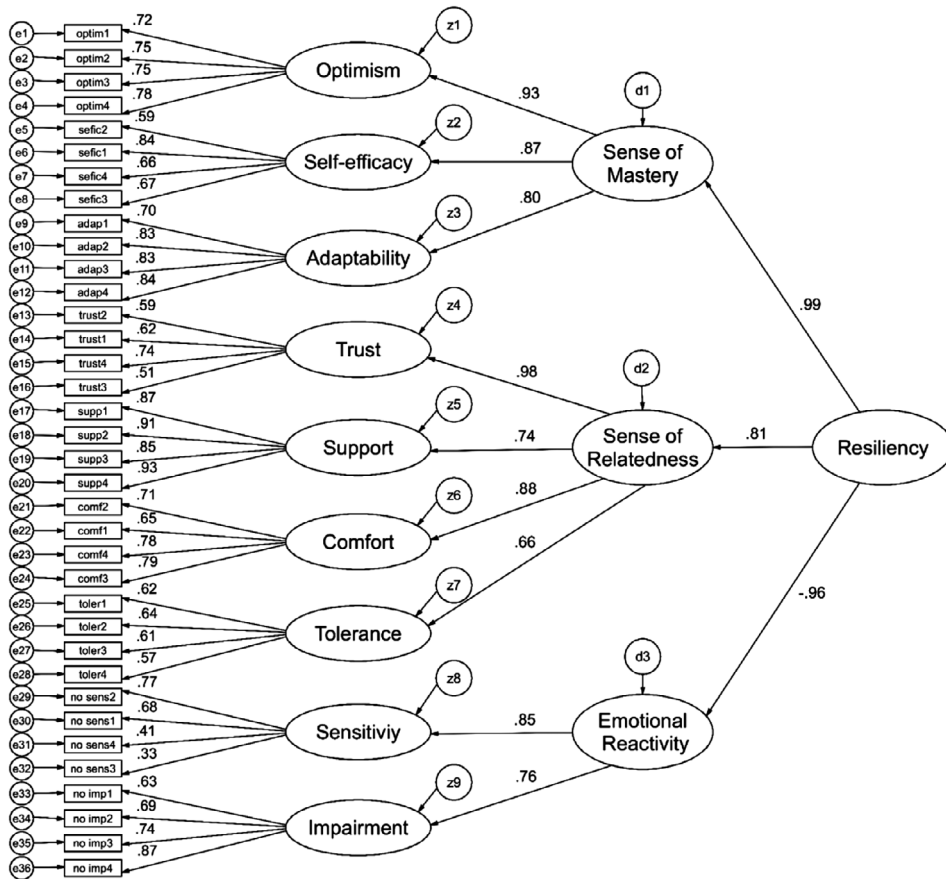 e1 optim1 .72
e2 optim2 .75
e3 optim3 .75
e4 optim4 .78
Optimism
z1
e5 sefic2 .59
e6 sefic1 .84
e7 sefic4 .66
e8 sefic3 .67
Self-efficacy
z2
e9 adap1 .70
e10 adap2 .83
e11 adap3 .83
e12 adap4 .84
Adaptability
z3
.93
.87
.80
d1
Sense of
Mastery
e13 trust2 .59
e14 trust1 .62
e15 trust4 .74
e16 trust3 .51
Trust
z4
e17 supp1 .87
e18 supp2 .91
e19 supp3 .85
e20 supp4 .93
Support
z5
e21 comf2 .71
e22 comf1 .65
e23 comf4 .78
e24 comf3 .79
Comfort
z6
e25 toler1 .62
e26 toler2 .64
e27 toler3 .61
e28 toler4 .57
Tolerance
z7
.98
.74
.88
.66
d2
Sense of
Relatedness
e29 no sens2 .77
e30 no sens1 .68
e31 no sens4 .41
e32 no sens3 .33
Sensitiviy
z8
e33 no imp1 .63
e34 no imp2 .69
e35 no imp3 .74
e36 no imp4 .87
Impairment
z9
.85
.76
d3
Emotional
Reactivity
.99
.81
-.96
Resiliency